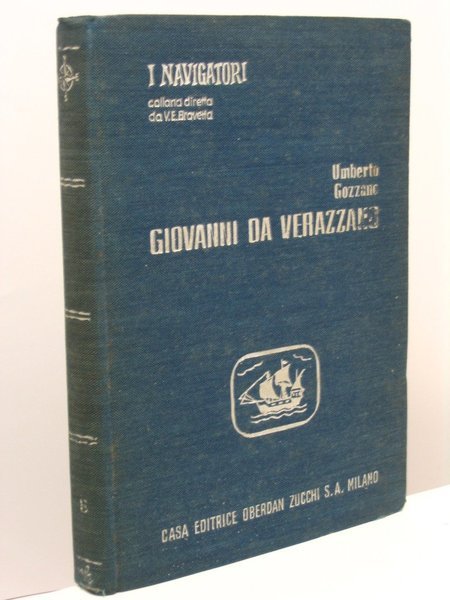 I NAVIGATORI
collana diretta
da V.E. Bravetta
Umberto
Gozzano
GIOVANNI DA VERAZZANO
CASA EDITRICE OBERDAN ZUCCHI S.A. MILANO